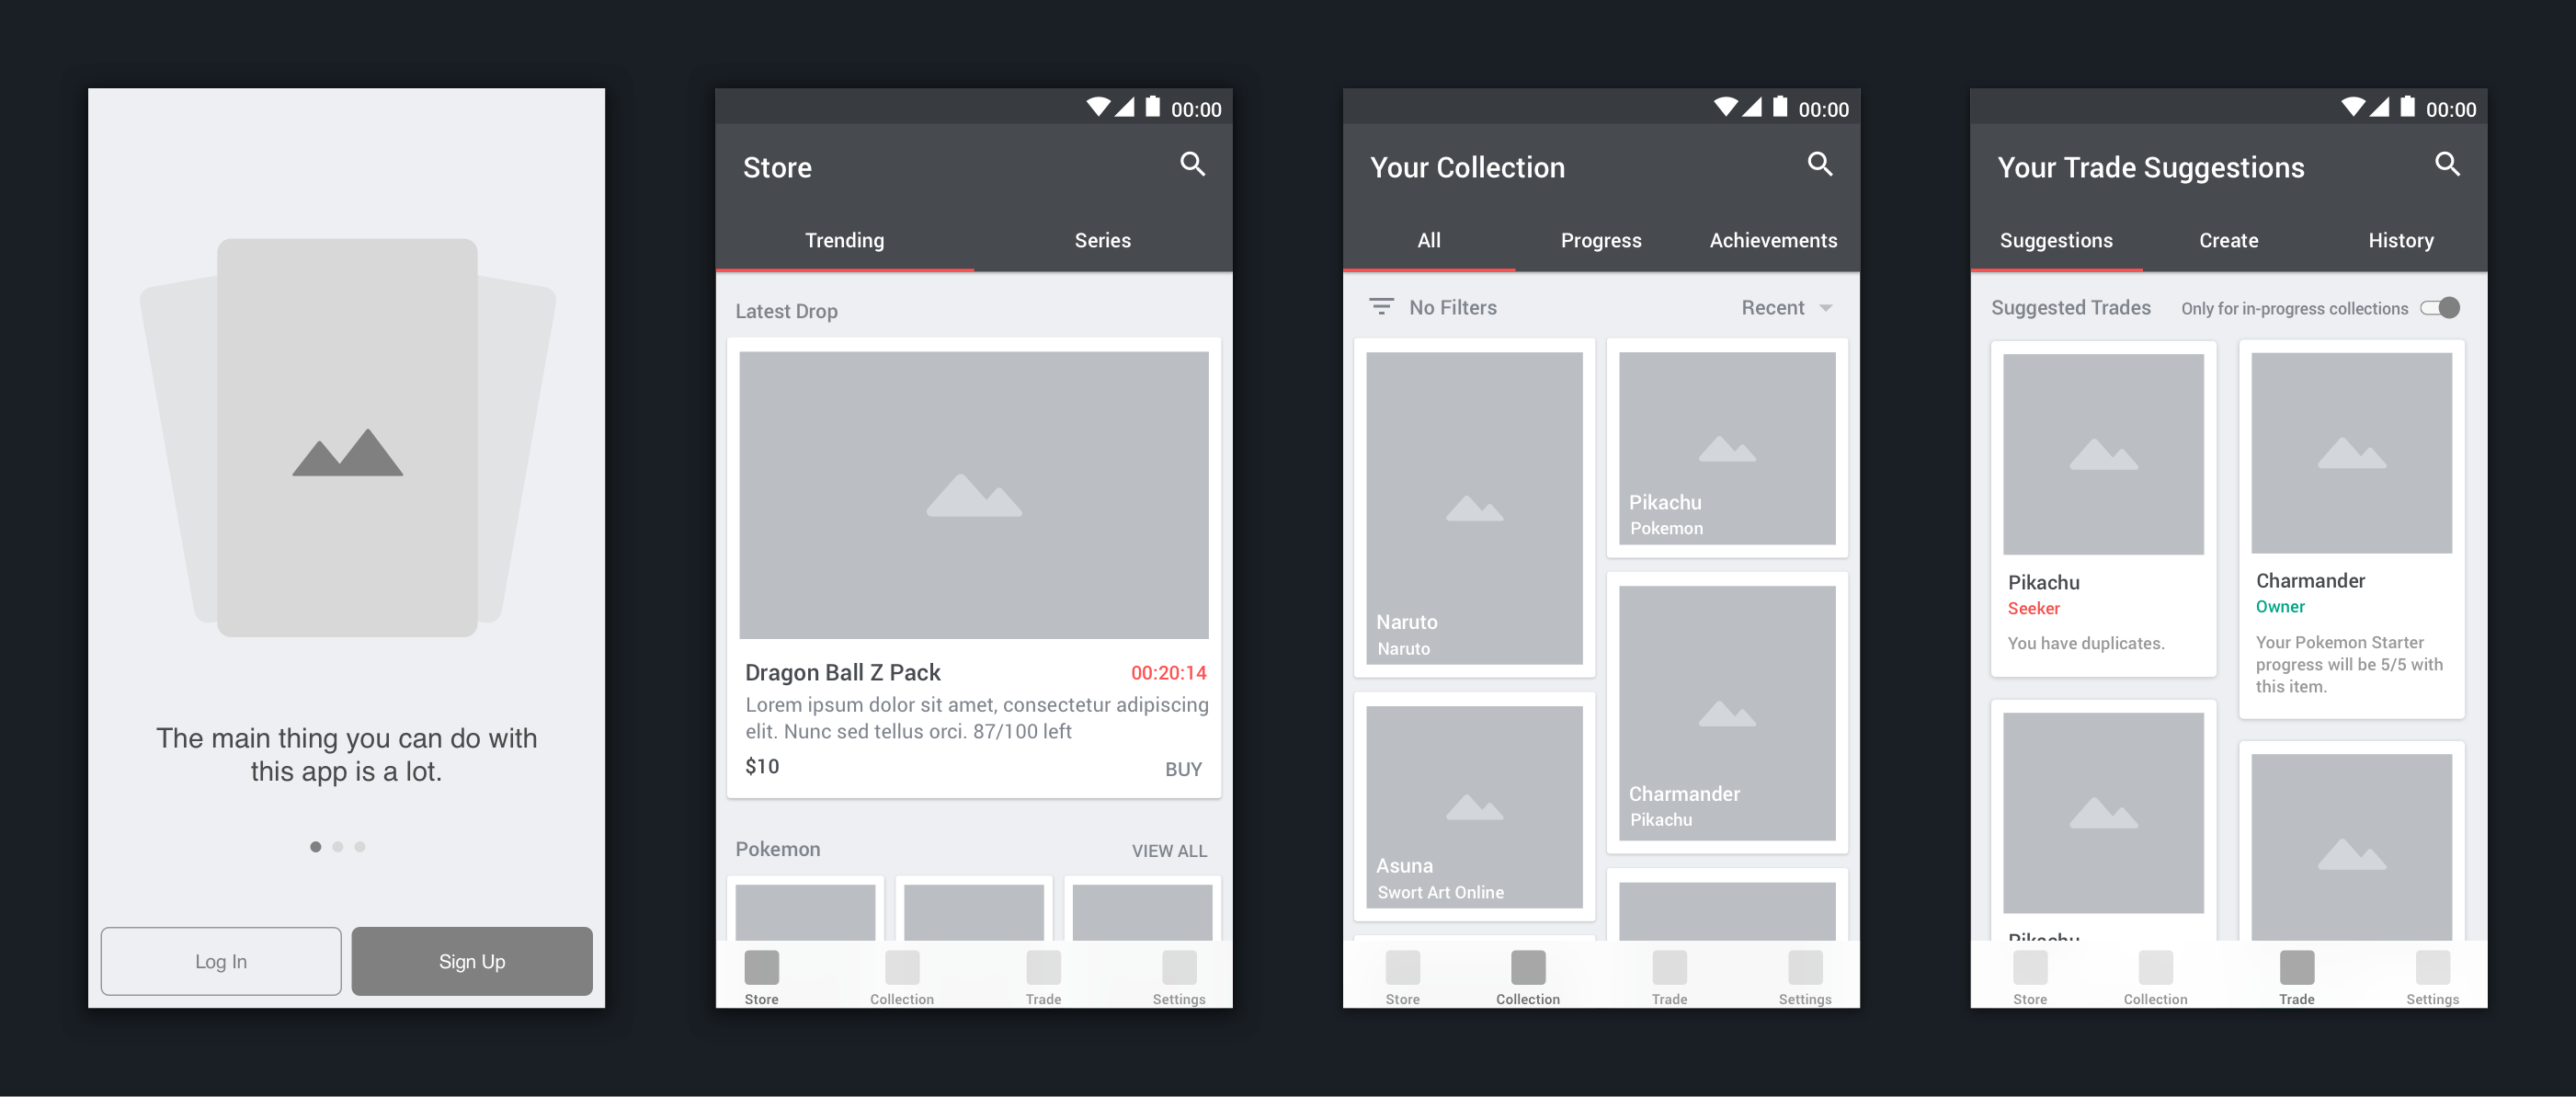 The main thing you can do with
this app is a lot.
Log In
Sign Up
00:00
Store
Trending
Series
Latest Drop
Dragon Ball Z Pack
00:20:14
Lorem ipsum dolor sit amet, consectetur adipiscing
elit. Nunc sed tellus orci. 87/100 left
$10
BUY
Pokemon
VIEW ALL
Store
Collection
Trade
Settings
00:00
Your Collection
All
Progress
Achievements
No Filters
Recent
Naruto
Naruto
Pikachu
Pokemon
Charmander
Pikachu
Asuna
Swort Art Online
Store
Collection
Trade
Settings
00:00
Your Trade Suggestions
Suggestions
Create
History
Suggested Trades
Only for in-progress collections
Pikachu
Seeker
You have duplicates.
Charmander
Owner
Your Pokemon Starter
progress will be 5/5 with
this item.
Pikachu
Store
Collection
Trade
Settings